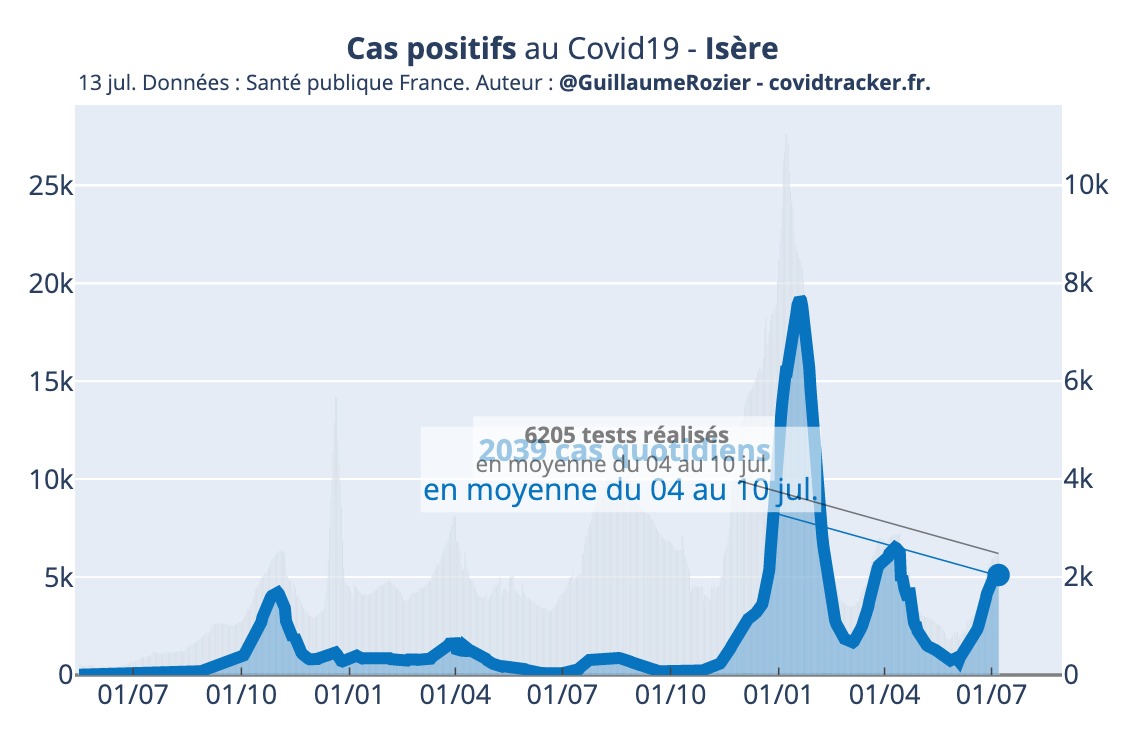 Cas positifs au Covid19 - Isère
13 jul. Données : Santé publique France. Auteur : @GuillaumeRozier - covidtracker.fr.
25k
20k
15k
10k
5k
0
10k
8k
6k
4k
2k
0
6205 tests réalisés
en moyenne du 04 au 10 jul.
2039 cas quotidiens
en moyenne du 04 au 10 jul.
01/07 01/10 01/01 01/04 01/07 01/10 01/01 01/04 01/07